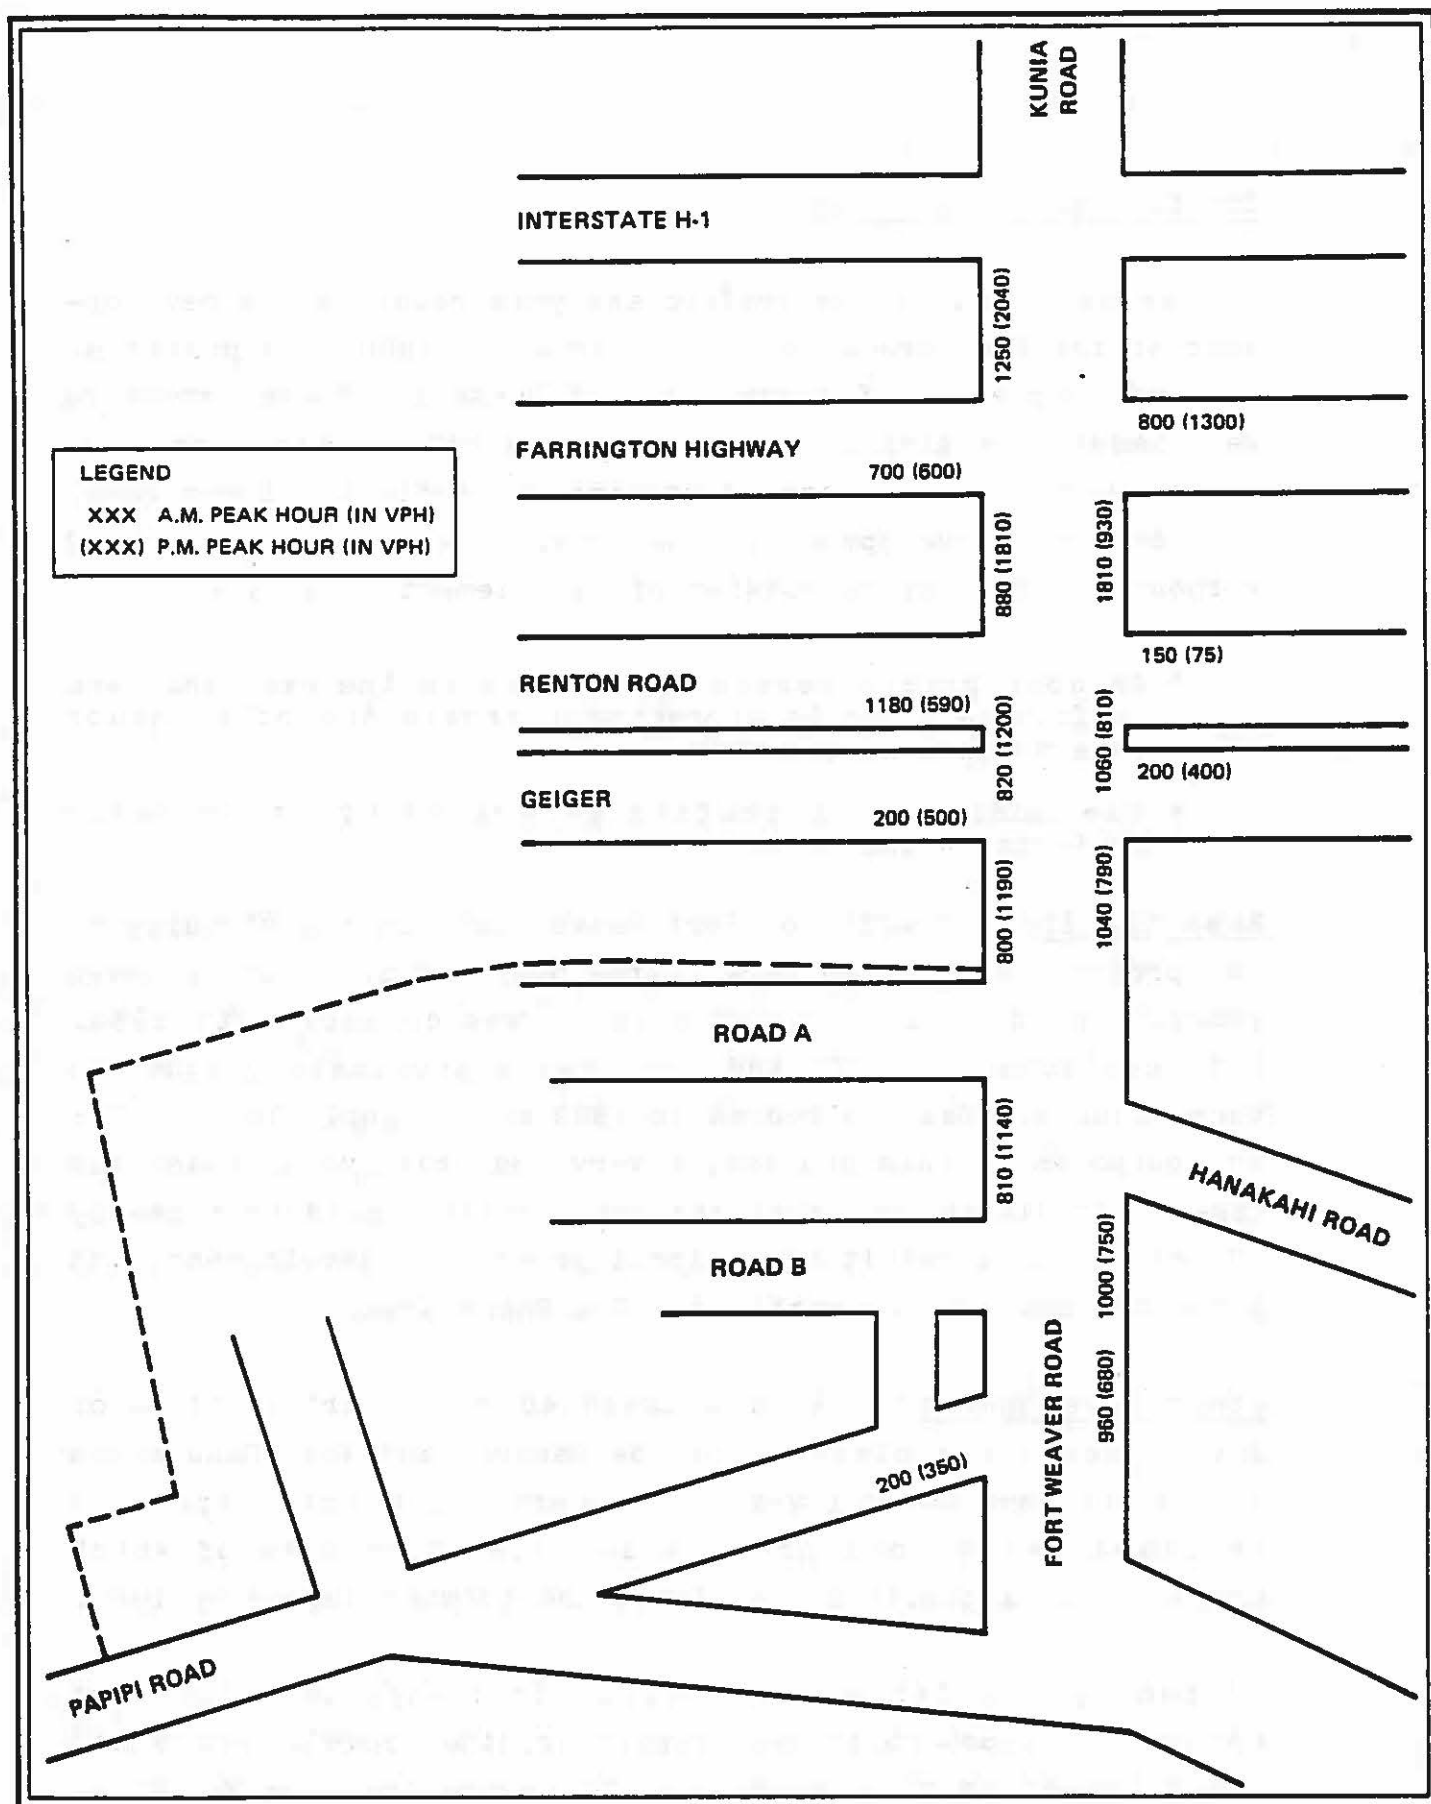 KUNIA
ROAD
INTERSTATE H-1
1250 (2040)
800 (1300)
FARRINGTON HIGHWAY
700 (600)
LEGEND
XXX A.M. PEAK HOUR (IN VPH)
(XXX) P.M. PEAK HOUR (IN VPH)
880 (1810)
1810 (930)
150 (75)
RENTON ROAD
1180 (590)
820 (1200)
1060 (810)
200 (400)
GEIGER
200 (500)
800 (1190)
1040 (790)
ROAD A
810 (1140)
HANAKAHI ROAD
ROAD B
1000 (750)
FORT WEAVER ROAD
960 (680)
200 (350)
PAPIPI ROAD